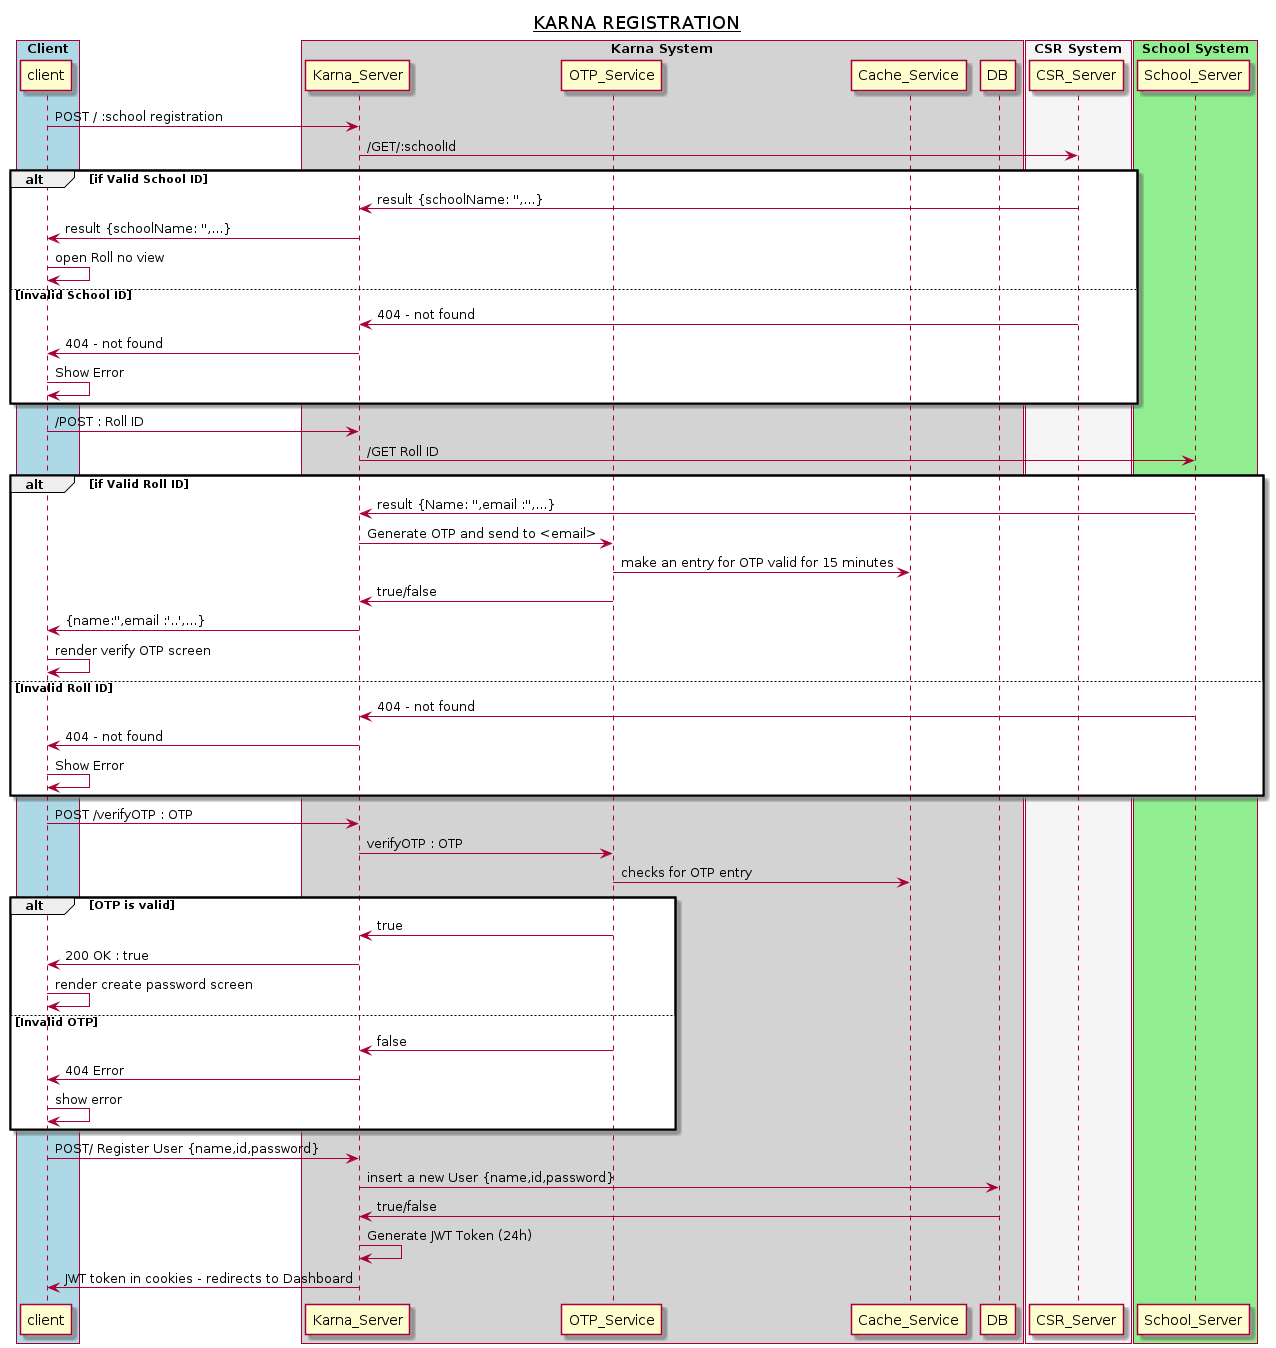 KARNA REGISTRATION
Client
Karna System
CSR System
School System
client
Karna_Server
OTP_Service
Cache_Service
DB
CSR_Server
School_Server
POST / :school registration
/GET/:schoolId
alt [if Valid School ID]
result {schoolName: '',...}
result {schoolName: '',...}
open Roll no view
[Invalid School ID]
404 - not found
404 - not found
Show Error
/POST : Roll ID
/GET Roll ID
alt [if Valid Roll ID]
result {Name: '',email :'',...}
Generate OTP and send to <email>
make an entry for OTP valid for 15 minutes
true/false
{name:'',email :'..',...}
render verify OTP screen
[Invalid Roll ID]
404 - not found
404 - not found
Show Error
POST /verifyOTP : OTP
verifyOTP : OTP
checks for OTP entry
alt [OTP is valid]
true
200 OK : true
render create password screen
[Invalid OTP]
false
404 Error
show error
POST/ Register User {name,id,password}
insert a new User {name,id,password}
true/false
Generate JWT Token (24h)
JWT token in cookies - redirects to Dashboard
client
Karna_Server
OTP_Service
Cache_Service
DB
CSR_Server
School_Server